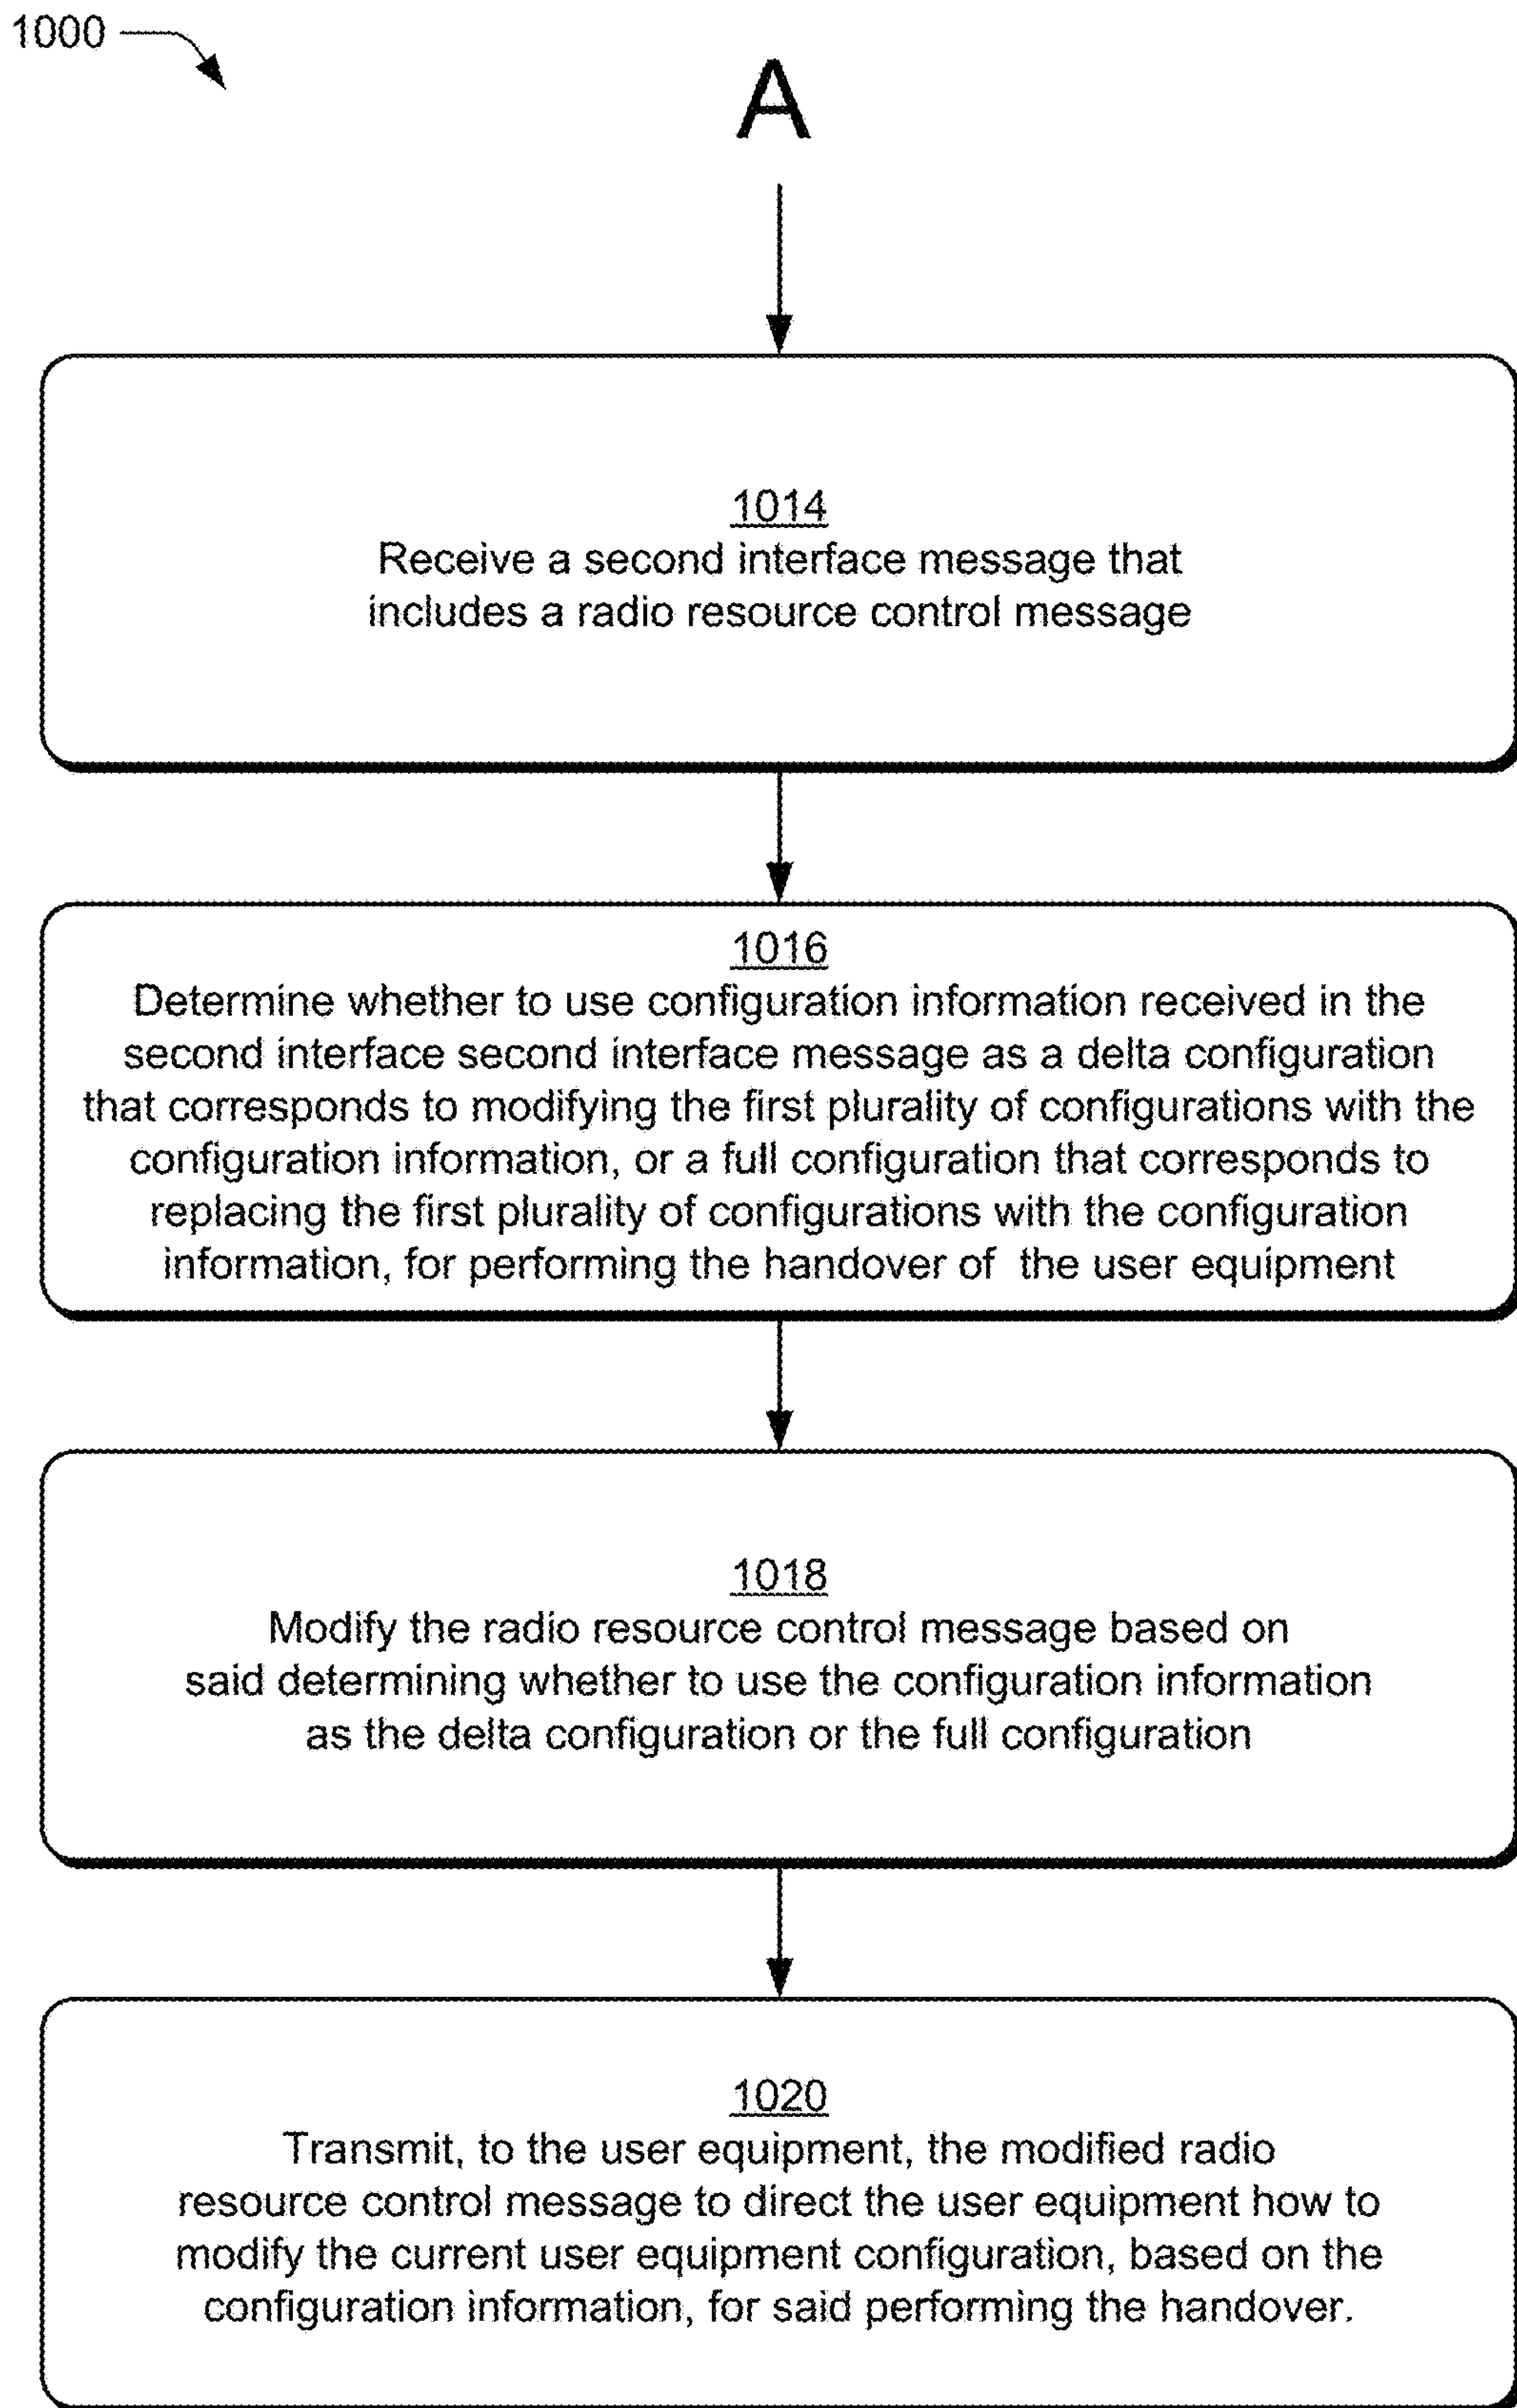 1000
A
1014
Receive a second interface message that
includes a radio resource control message
1016
Determine whether to use configuration information received in the
second interface second interface message as a delta configuration
that corresponds to modifying the first plurality of configurations with the
configuration information, or a full configuration that corresponds to
replacing the first plurality of configurations with the configuration
information, for performing the handover of the user equipment
1018
Modify the radio resource control message based on
said determining whether to use the configuration information
as the delta configuration or the full configuration
1020
Transmit, to the user equipment, the modified radio
resource control message to direct the user equipment how to
modify the current user equipment configuration, based on the
configuration information, for said performing the handover.